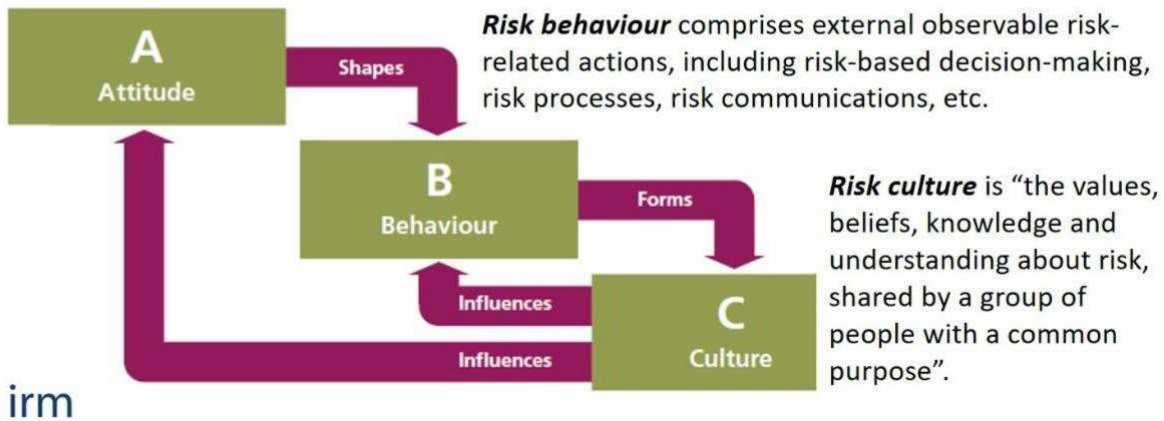 A
Attitude
Shapes
Risk behaviour comprises external observable risk-
related actions, including risk-based decision-making,
risk processes, risk communications, etc.
B
Behaviour
Forms
Risk culture is “the values,
beliefs, knowledge and
understanding about risk,
shared by a group of
people with a common
purpose”.
Influences
C
Culture
Influences
irm